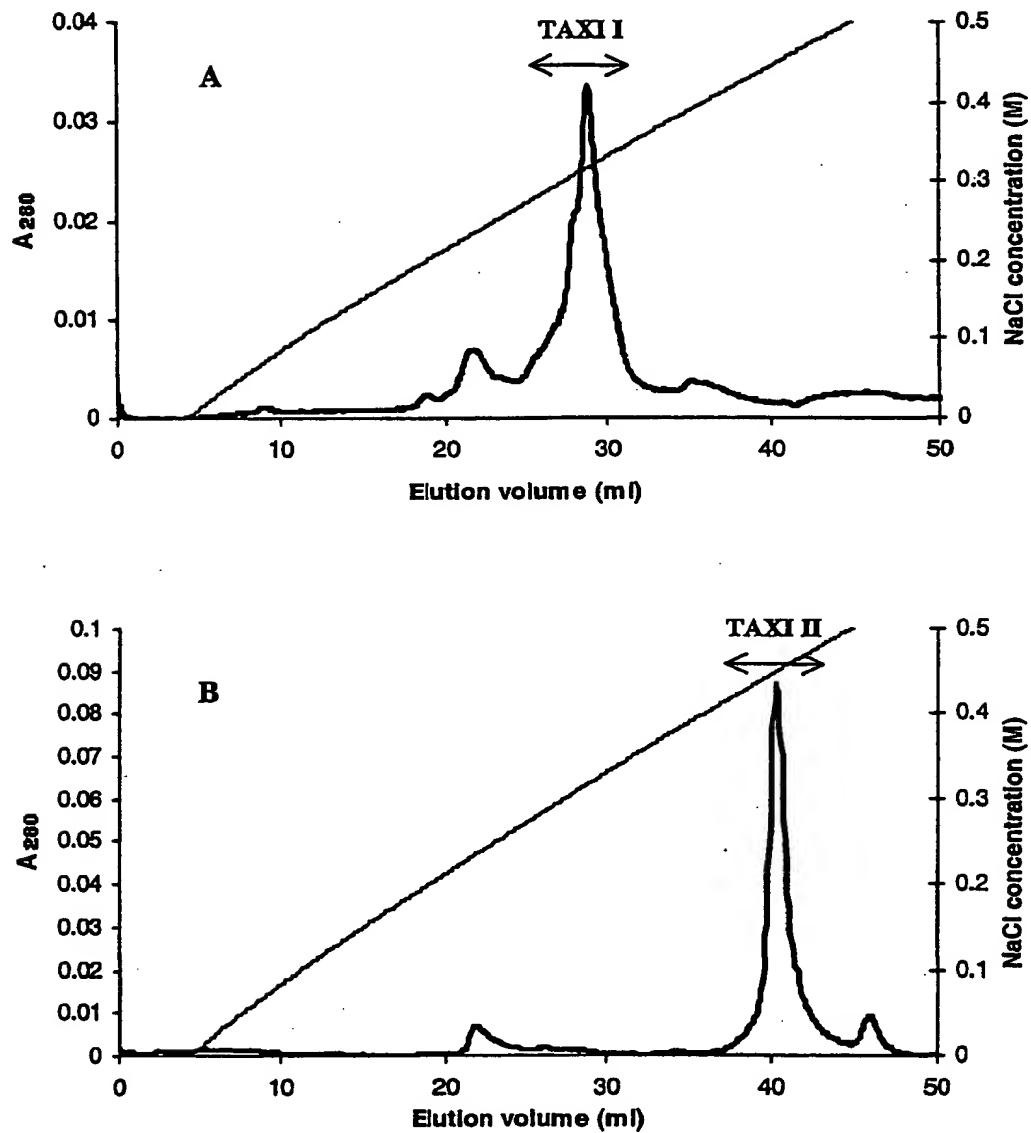 TAXI I
A
0.04
0.03
0.02
0.01
0
A280
0.5
0.4
0.3
0.2
0.1
0
NaCl concentration (M)
0 10 20 30 40 50
Elution volume (ml)
TAXI II
B
0.1
0.09
0.08
0.07
0.06
0.05
0.04
0.03
0.02
0.01
0
A280
0.5
0.4
0.3
0.2
0.1
0
NaCl concentration (M)
0 10 20 30 40 50
Elution volume (ml)